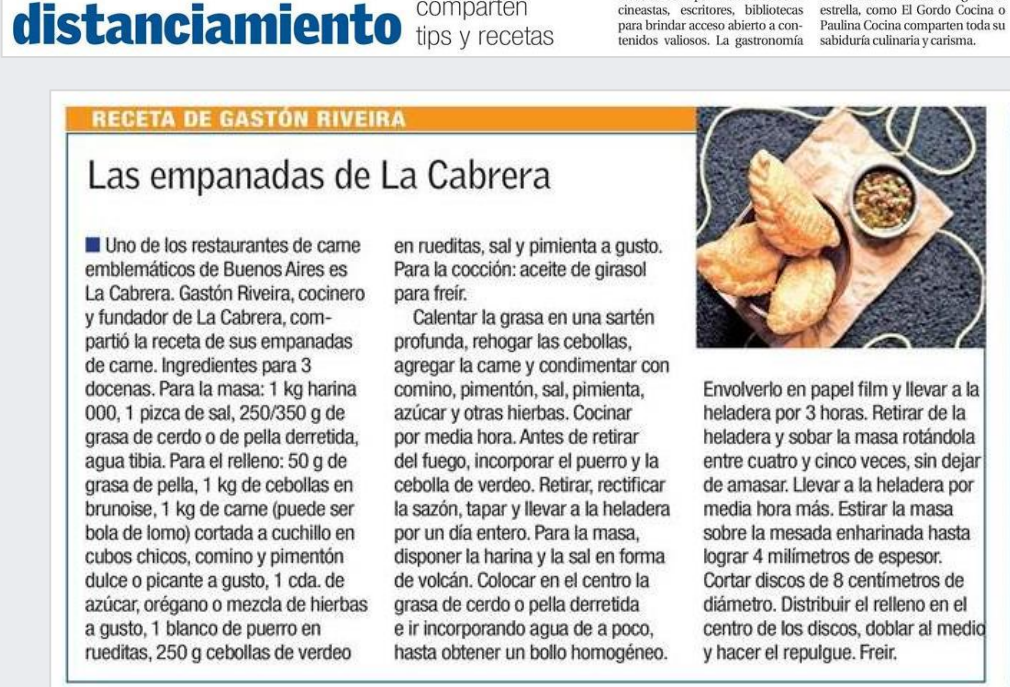 distanciamiento
comparten
tips y recetas
cineastas, escritores, bibliotecas
para brindar acceso abierto a con-
tenidos valiosos. La gastronomía
estrella, como El Gordo Cocina o
Paulina Cocina comparten toda su
sabiduría culinaria y carisma.
RECETA DE GASTÓN RIVEIRA
Las empanadas de La Cabrera
Uno de los restaurantes de carne
emblemáticos de Buenos Aires es
La Cabrera. Gastón Riveira, cocinero
y fundador de La Cabrera, com-
partió la receta de sus empanadas
de carne. Ingredientes para 3
docenas. Para la masa: 1 kg harina
000, 1 pizca de sal, 250/350 g de
grasa de cerdo o de pella derretida,
agua tibia. Para el relleno: 50 g de
grasa de pella, 1 kg de cebollas en
brunoise, 1 kg de carne (puede ser
bola de lomo) cortada a cuchillo en
cubos chicos, comino y pimentón
dulce o picante a gusto, 1 cda. de
azúcar, orégano o mezcla de hierbas
a gusto, 1 blanco de puerro en
rueditas, 250 g cebollas de verdeo
en rueditas, sal y pimienta a gusto.
Para la cocción: aceite de girasol
para freír.
Calentar la grasa en una sartén
profunda, rehogar las cebollas,
agregar la carne y condimentar con
comino, pimentón, sal, pimienta,
azúcar y otras hierbas. Cocinar
por media hora. Antes de retirar
del fuego, incorporar el puerro y la
cebolla de verdeo. Retirar, rectificar
la sazón, tapar y llevar a la heladera
por un día entero. Para la masa,
disponer la harina y la sal en forma
de volcán. Colocar en el centro la
grasa de cerdo o pella derretida
e ir incorporando agua de a poco,
hasta obtener un bollo homogéneo.
Envolverlo en papel film y llevar a la
heladera por 3 horas. Retirar de la
heladera y sobar la masa rotándola
entre cuatro y cinco veces, sin dejar
de amasar. Llevar a la heladera por
media hora más. Estirar la masa
sobre la mesada enharinada hasta
lograr 4 milímetros de espesor.
Cortar discos de 8 centímetros de
diámetro. Distribuir el relleno en el
centro de los discos, doblar al medio
y hacer el repulgue. Freir.